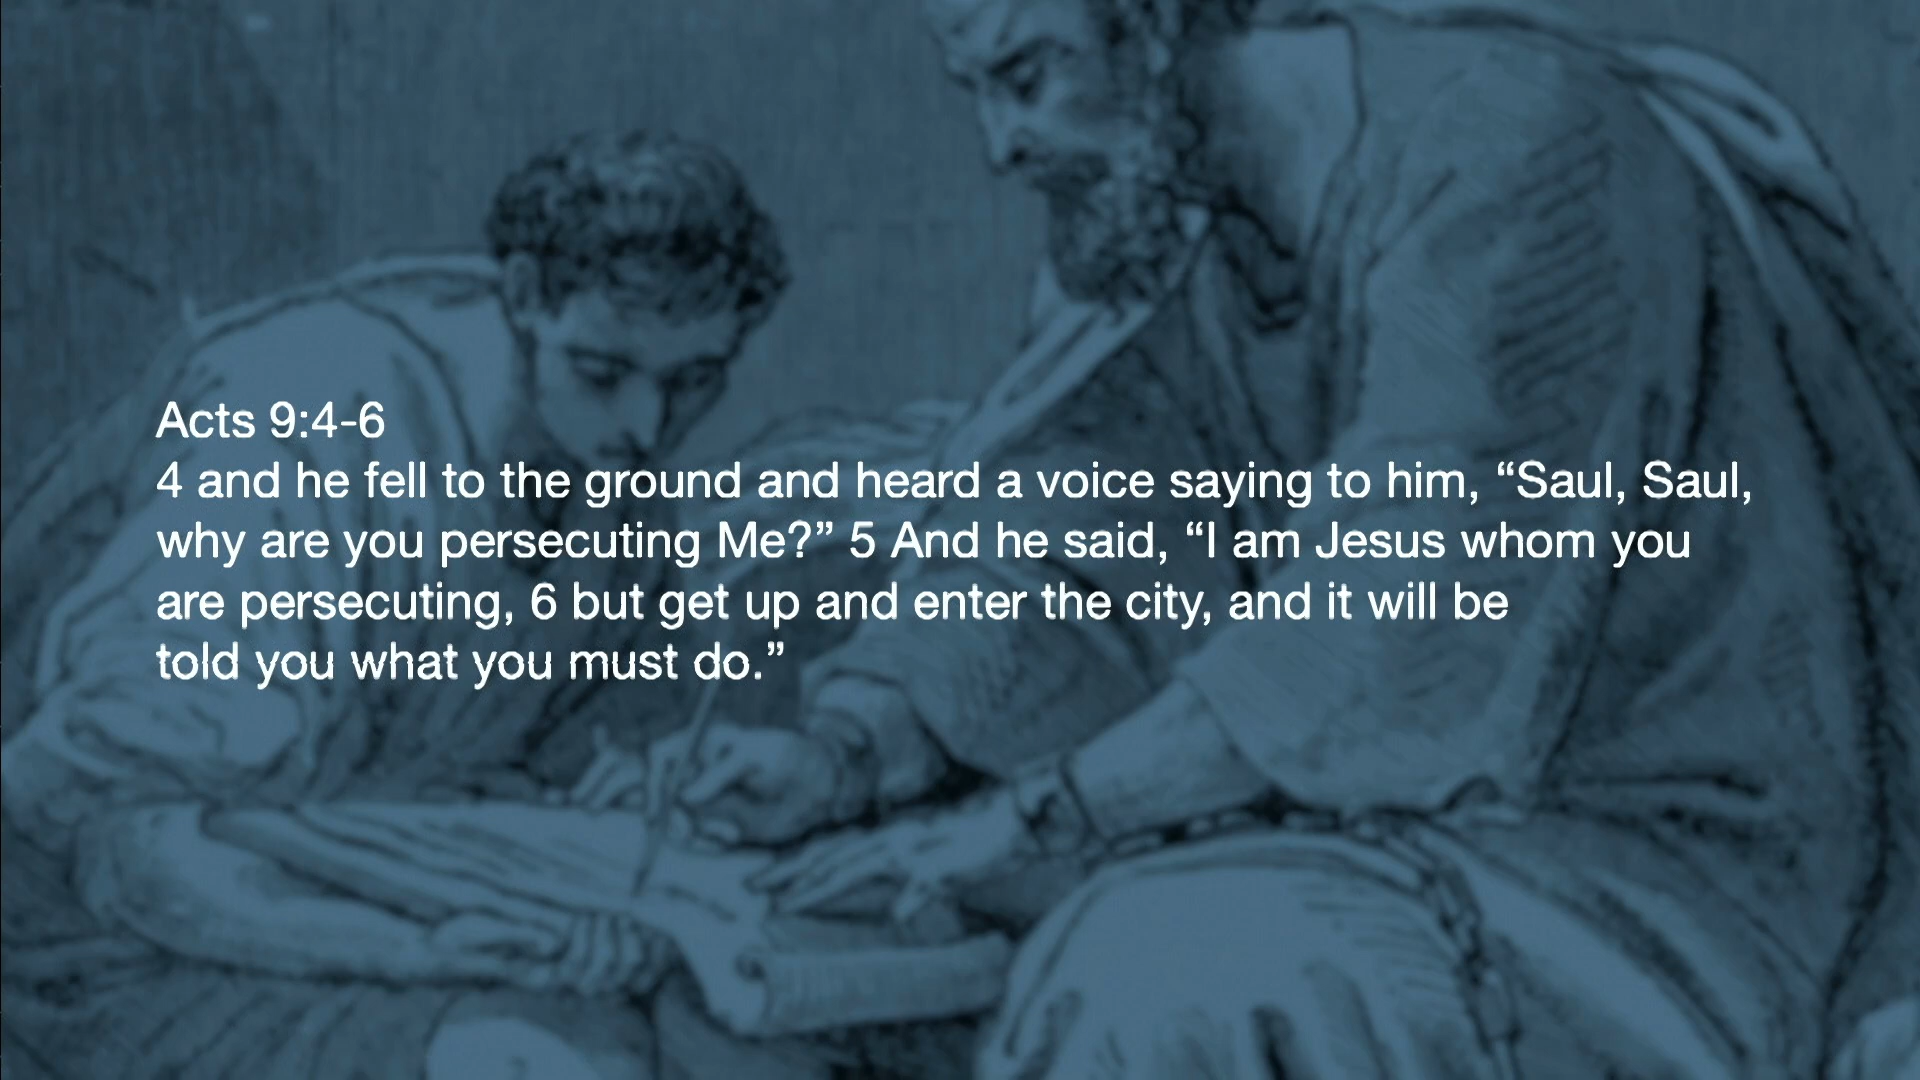 Acts 9:4-6
4 and he fell to the ground and heard a voice saying to him, “Saul, Saul,
why are you persecuting Me?” 5 And he said, “I am Jesus whom you
are persecuting, 6 but get up and enter the city, and it will be
told you what you must do.”